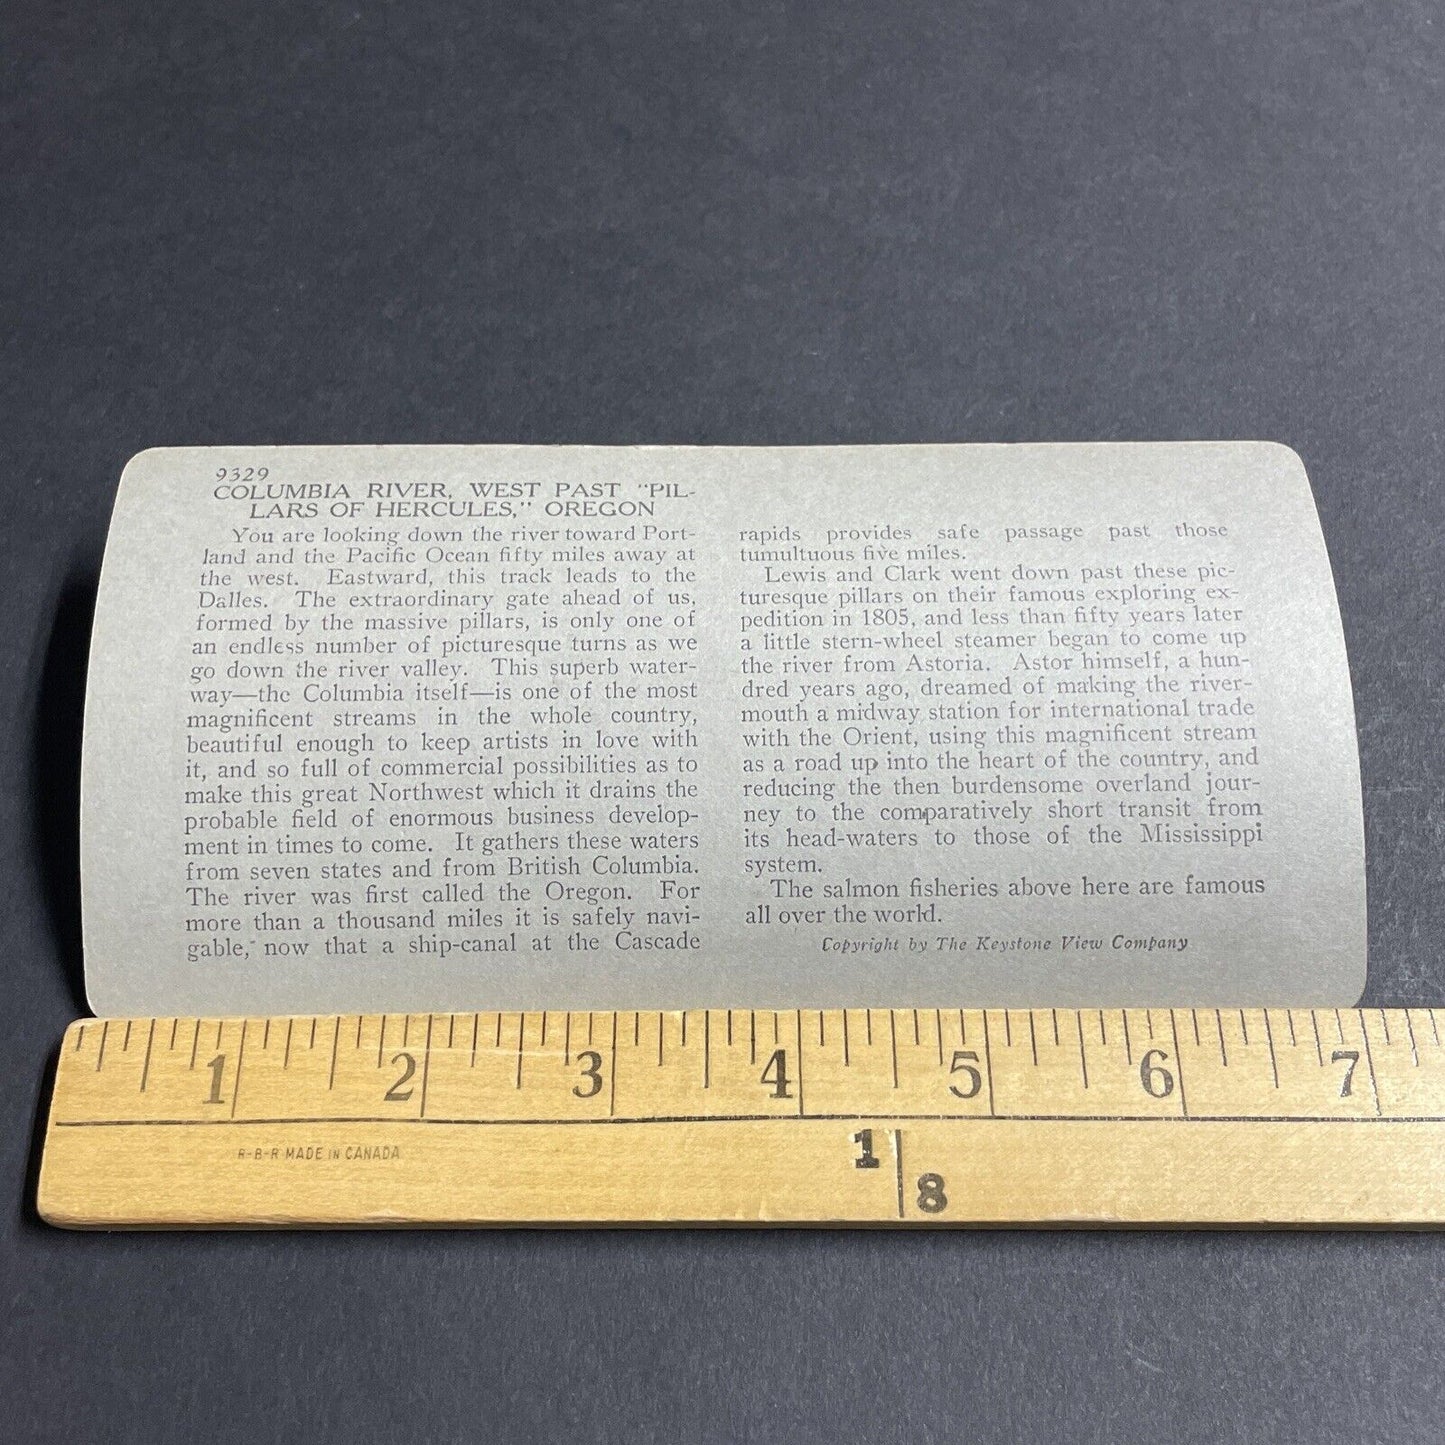 9329
COLUMBIA RIVER, WEST PAST "PIL-
LARS OF HERCULES," OREGON
You are looking down the river toward Port-
land and the Pacific Ocean fifty miles away at
the west. Eastward, this track leads to the
Dalles. The extraordinary gate ahead of us,
formed by the massive pillars, is only one of
an endless number of picturesque turns as we
go down the river valley. This superb water-
way—the Columbia itself—is one of the most
magnificent streams in the whole country,
beautiful enough to keep artists in love with
it, and so full of commercial possibilities as to
make this great Northwest which it drains the
probable field of enormous business develop-
ment in times to come. It gathers these waters
from seven states and from British Columbia.
The river was first called the Oregon. For
more than a thousand miles it is safely navi-
gable, now that a ship-canal at the Cascade
rapids provides safe passage past those
tumultuous five miles.
Lewis and Clark went down past these pic-
turesque pillars on their famous exploring ex-
pedition in 1805, and less than fifty years later
a little stern-wheel steamer began to come up
the river from Astoria. Astor himself, a hun-
dred years ago, dreamed of making the river-
mouth a midway station for international trade
with the Orient, using this magnificent stream
as a road up into the heart of the country, and
reducing the then burdensome overland jour-
ney to the comparatively short transit from
its head-waters to those of the Mississippi
system.
The salmon fisheries above here are famous
all over the world.
Copyright by The Keystone View Company
1 2 3 4 5 6 7
R-B-R MADE IN CANADA
1
8